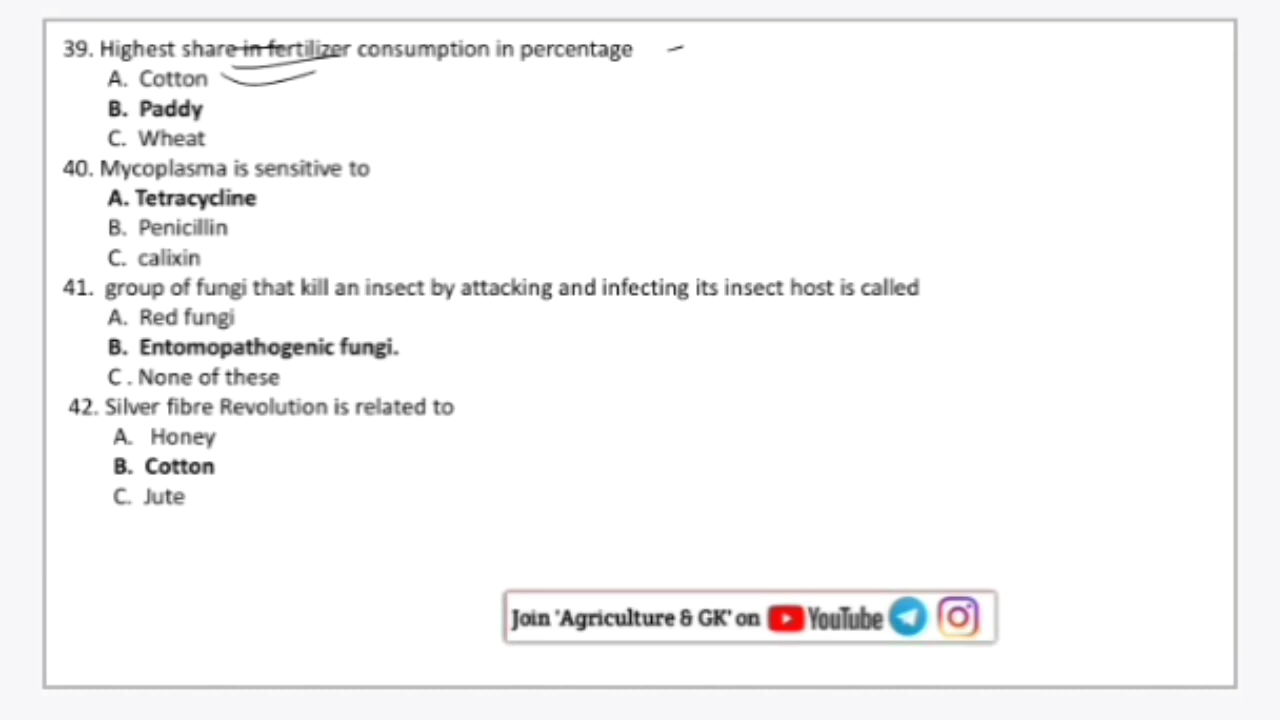 39. Highest share in fertilizer consumption in percentage
A. Cotton
B. Paddy
C. Wheat
40. Mycoplasma is sensitive to
A. Tetracycline
B. Penicillin
C. calixin
41. group of fungi that kill an insect by attacking and infecting its insect host is called
A. Red fungi
B. Entomopathogenic fungi.
C . None of these
42. Silver fibre Revolution is related to
A. Honey
B. Cotton
C. Jute
Join 'Agriculture & GK' on YouTube